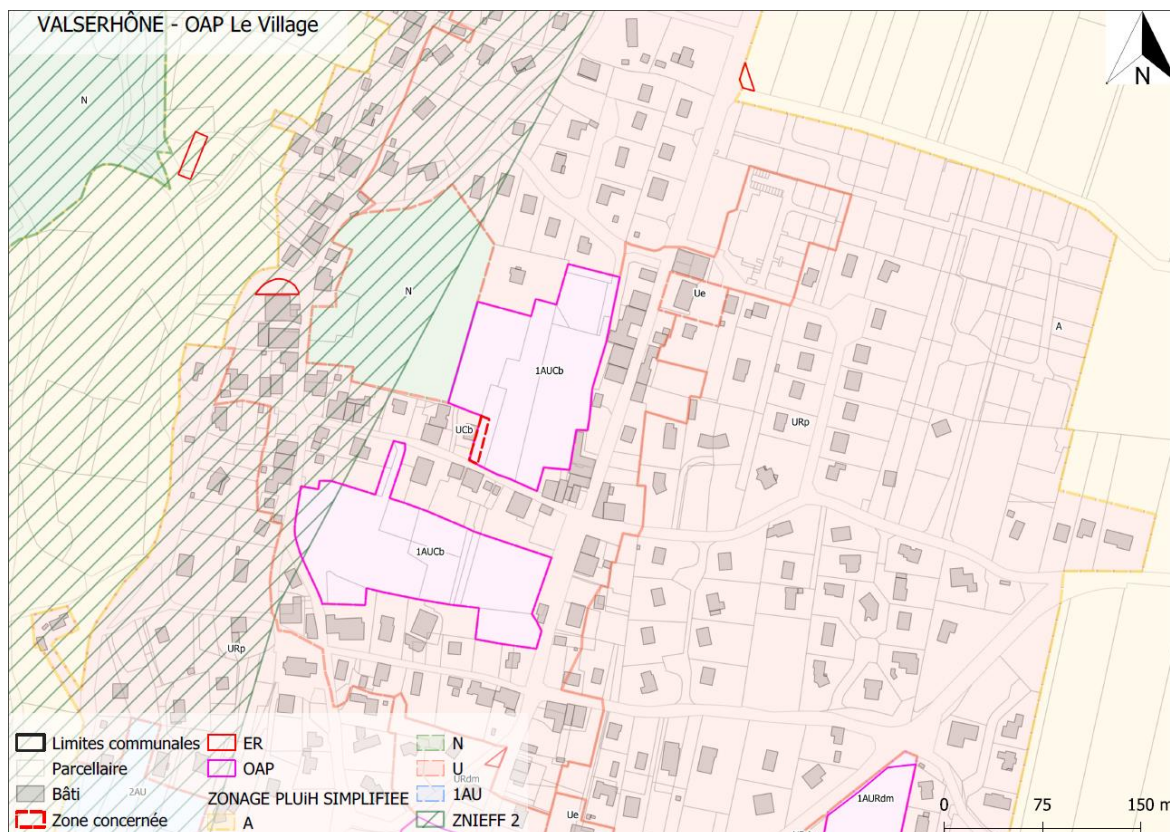 VALSERHÔNE - OAP Le Village
N
N
N
Ue
A
1AUCb
URp
UCb
1AUCb
URp
Limites communales
ER
N
Parcellaire
OAP
U
URdm
Bâti
2AU
ZONAGE PLUiH SIMPLIFIEE
1AU
1AURdm
Zone concernée
A
ZNIEFF 2
Ue
0 75 150 m